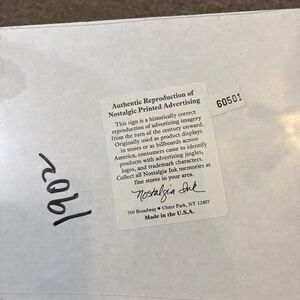 Authentic Reproduction of
Nostalgic Printed Advertising
This sign is a historically correct
reproduction of advertising imagery
from the turn of the century onward.
Originally used as product displays
in stores or as billboards across
America, consumers came to identify
products with advertising jingles,
logos, and trademark characters.
Collect all Nostalgia Ink memories at
fine stores in your area.
Nostalgia Ink
760 Broadway • Ulster Park, NY 12487
Made in the U.S.A.
60501
1902